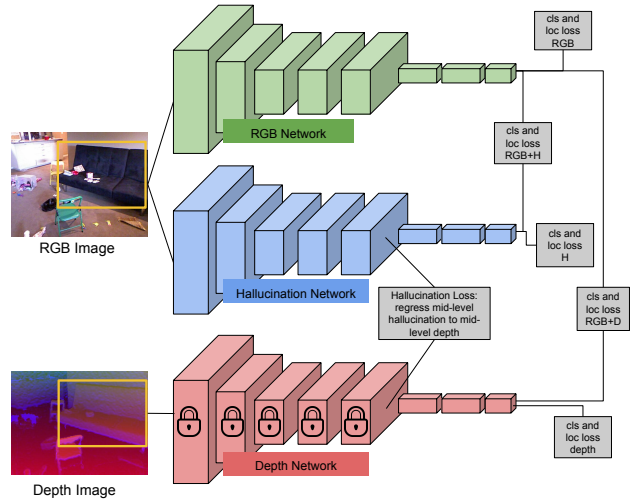 cls and
loc loss
RGB
RGB Network
cls and
loc loss
RGB+H
RGB Image
cls and
loc loss
H
Hallucination Network
Hallucination Loss:
regress mid-level
hallucination to mid-
level depth
cls and
loc loss
RGB+D
cls and
loc loss
depth
Depth Network
Depth Image